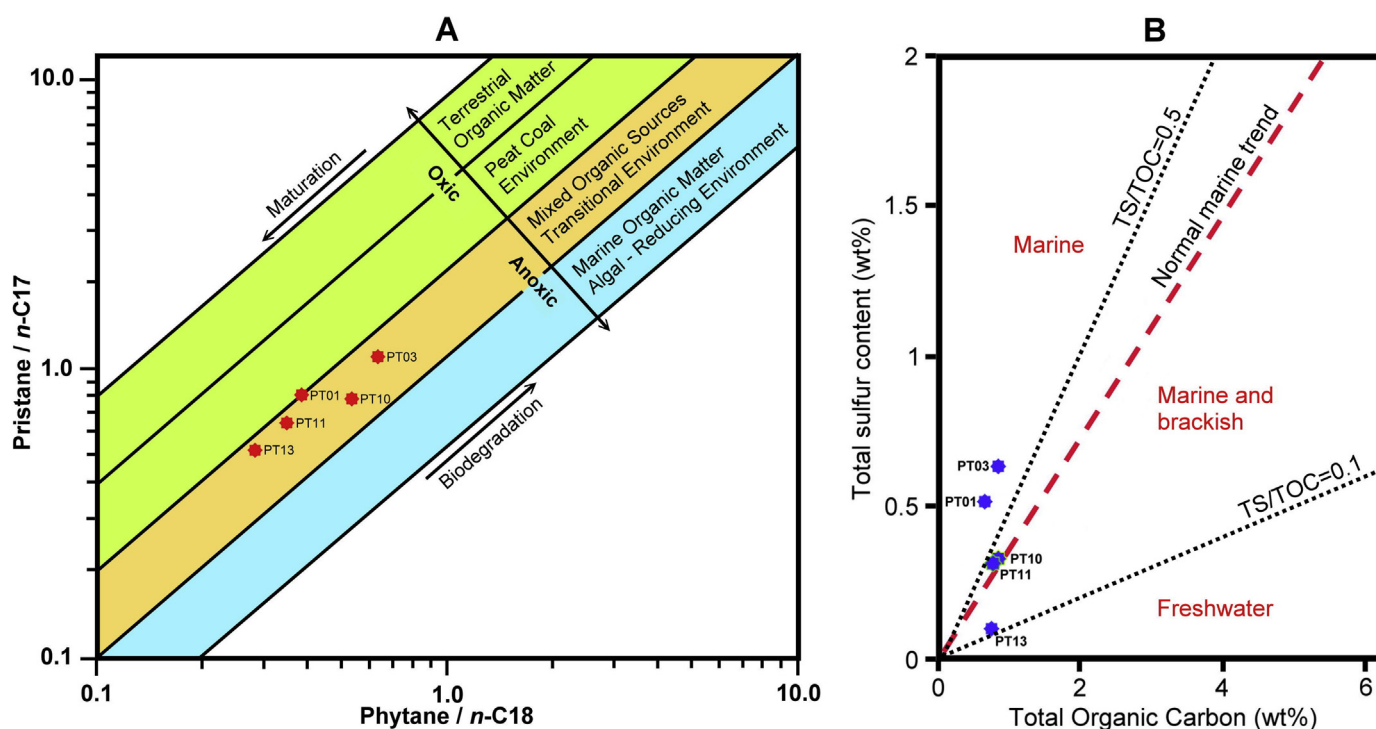 A
10.0
1.0
0.1
0.1
1.0
10.0
Pristane / n-C17
Phytane / n-C18
Maturation
Terrestrial
Organic Matter
Oxic
Peat Coal
Environment
Mixed Organic Sources
Transitional Environment
Anoxic
Marine Organic Matter
Algal - Reducing Environment
Biodegradation
PT03
PT01
PT10
PT11
PT13
B
2
1.5
1
0.5
0
0
2
4
6
Total sulfur content (wt%)
Total Organic Carbon (wt%)
TS/TOC=0.5
Normal marine trend
Marine
Marine and
brackish
TS/TOC=0.1
Freshwater
PT03
PT01
PT10
PT11
PT13